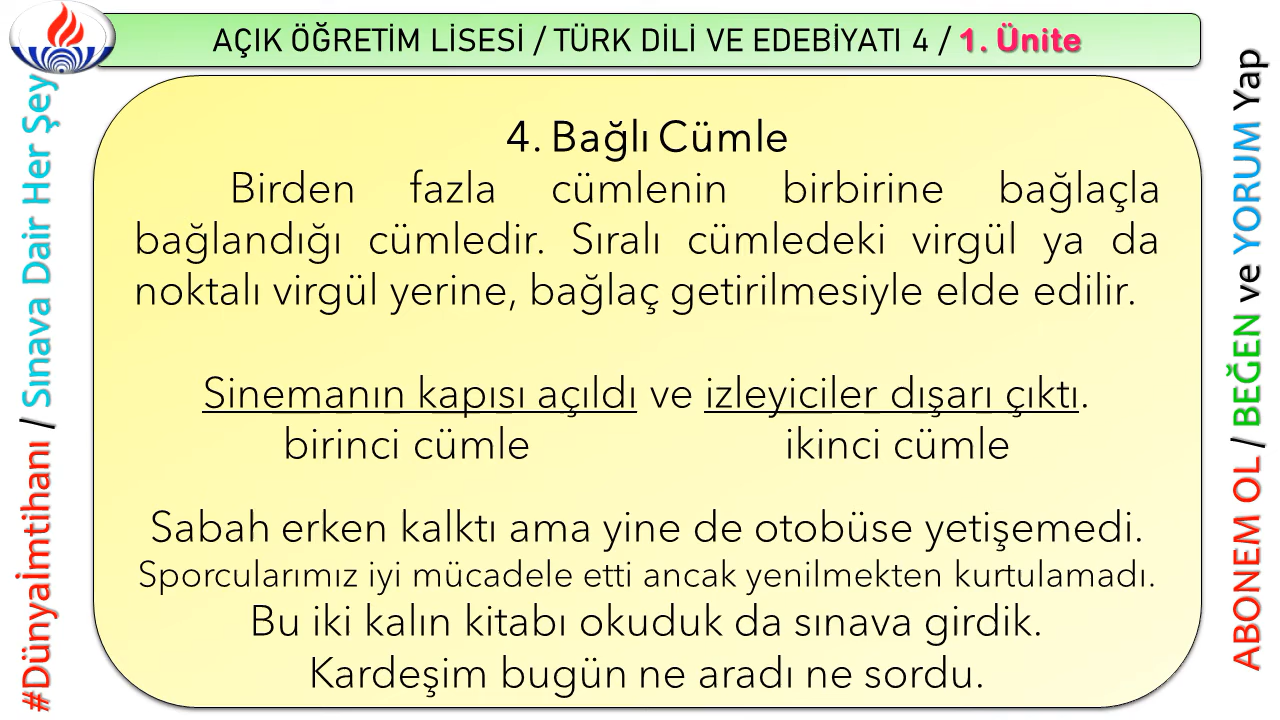 AÇIK ÖĞRETİM LİSESİ / TÜRK DİLİ VE EDEBİYATI 4 / 1. Ünite
#Dünyaİmtihanı / Sınava Dair Her Şey
4. Bağlı Cümle
Birden fazla cümlenin birbirine bağlaçla
bağlandığı cümledir. Sıralı cümledeki virgül ya da
noktalı virgül yerine, bağlaç getirilmesiyle elde edilir.
Sinemanın kapısı açıldı ve izleyiciler dışarı çıktı.
birinci cümle ikinci cümle
Sabah erken kalktı ama yine de otobüse yetişemedi.
Sporcularımız iyi mücadele etti ancak yenilmekten kurtulamadı.
Bu iki kalın kitabı okuduk da sınava girdik.
Kardeşim bugün ne aradı ne sordu.
ABONEM OL / BEĞEN ve YORUM Yap